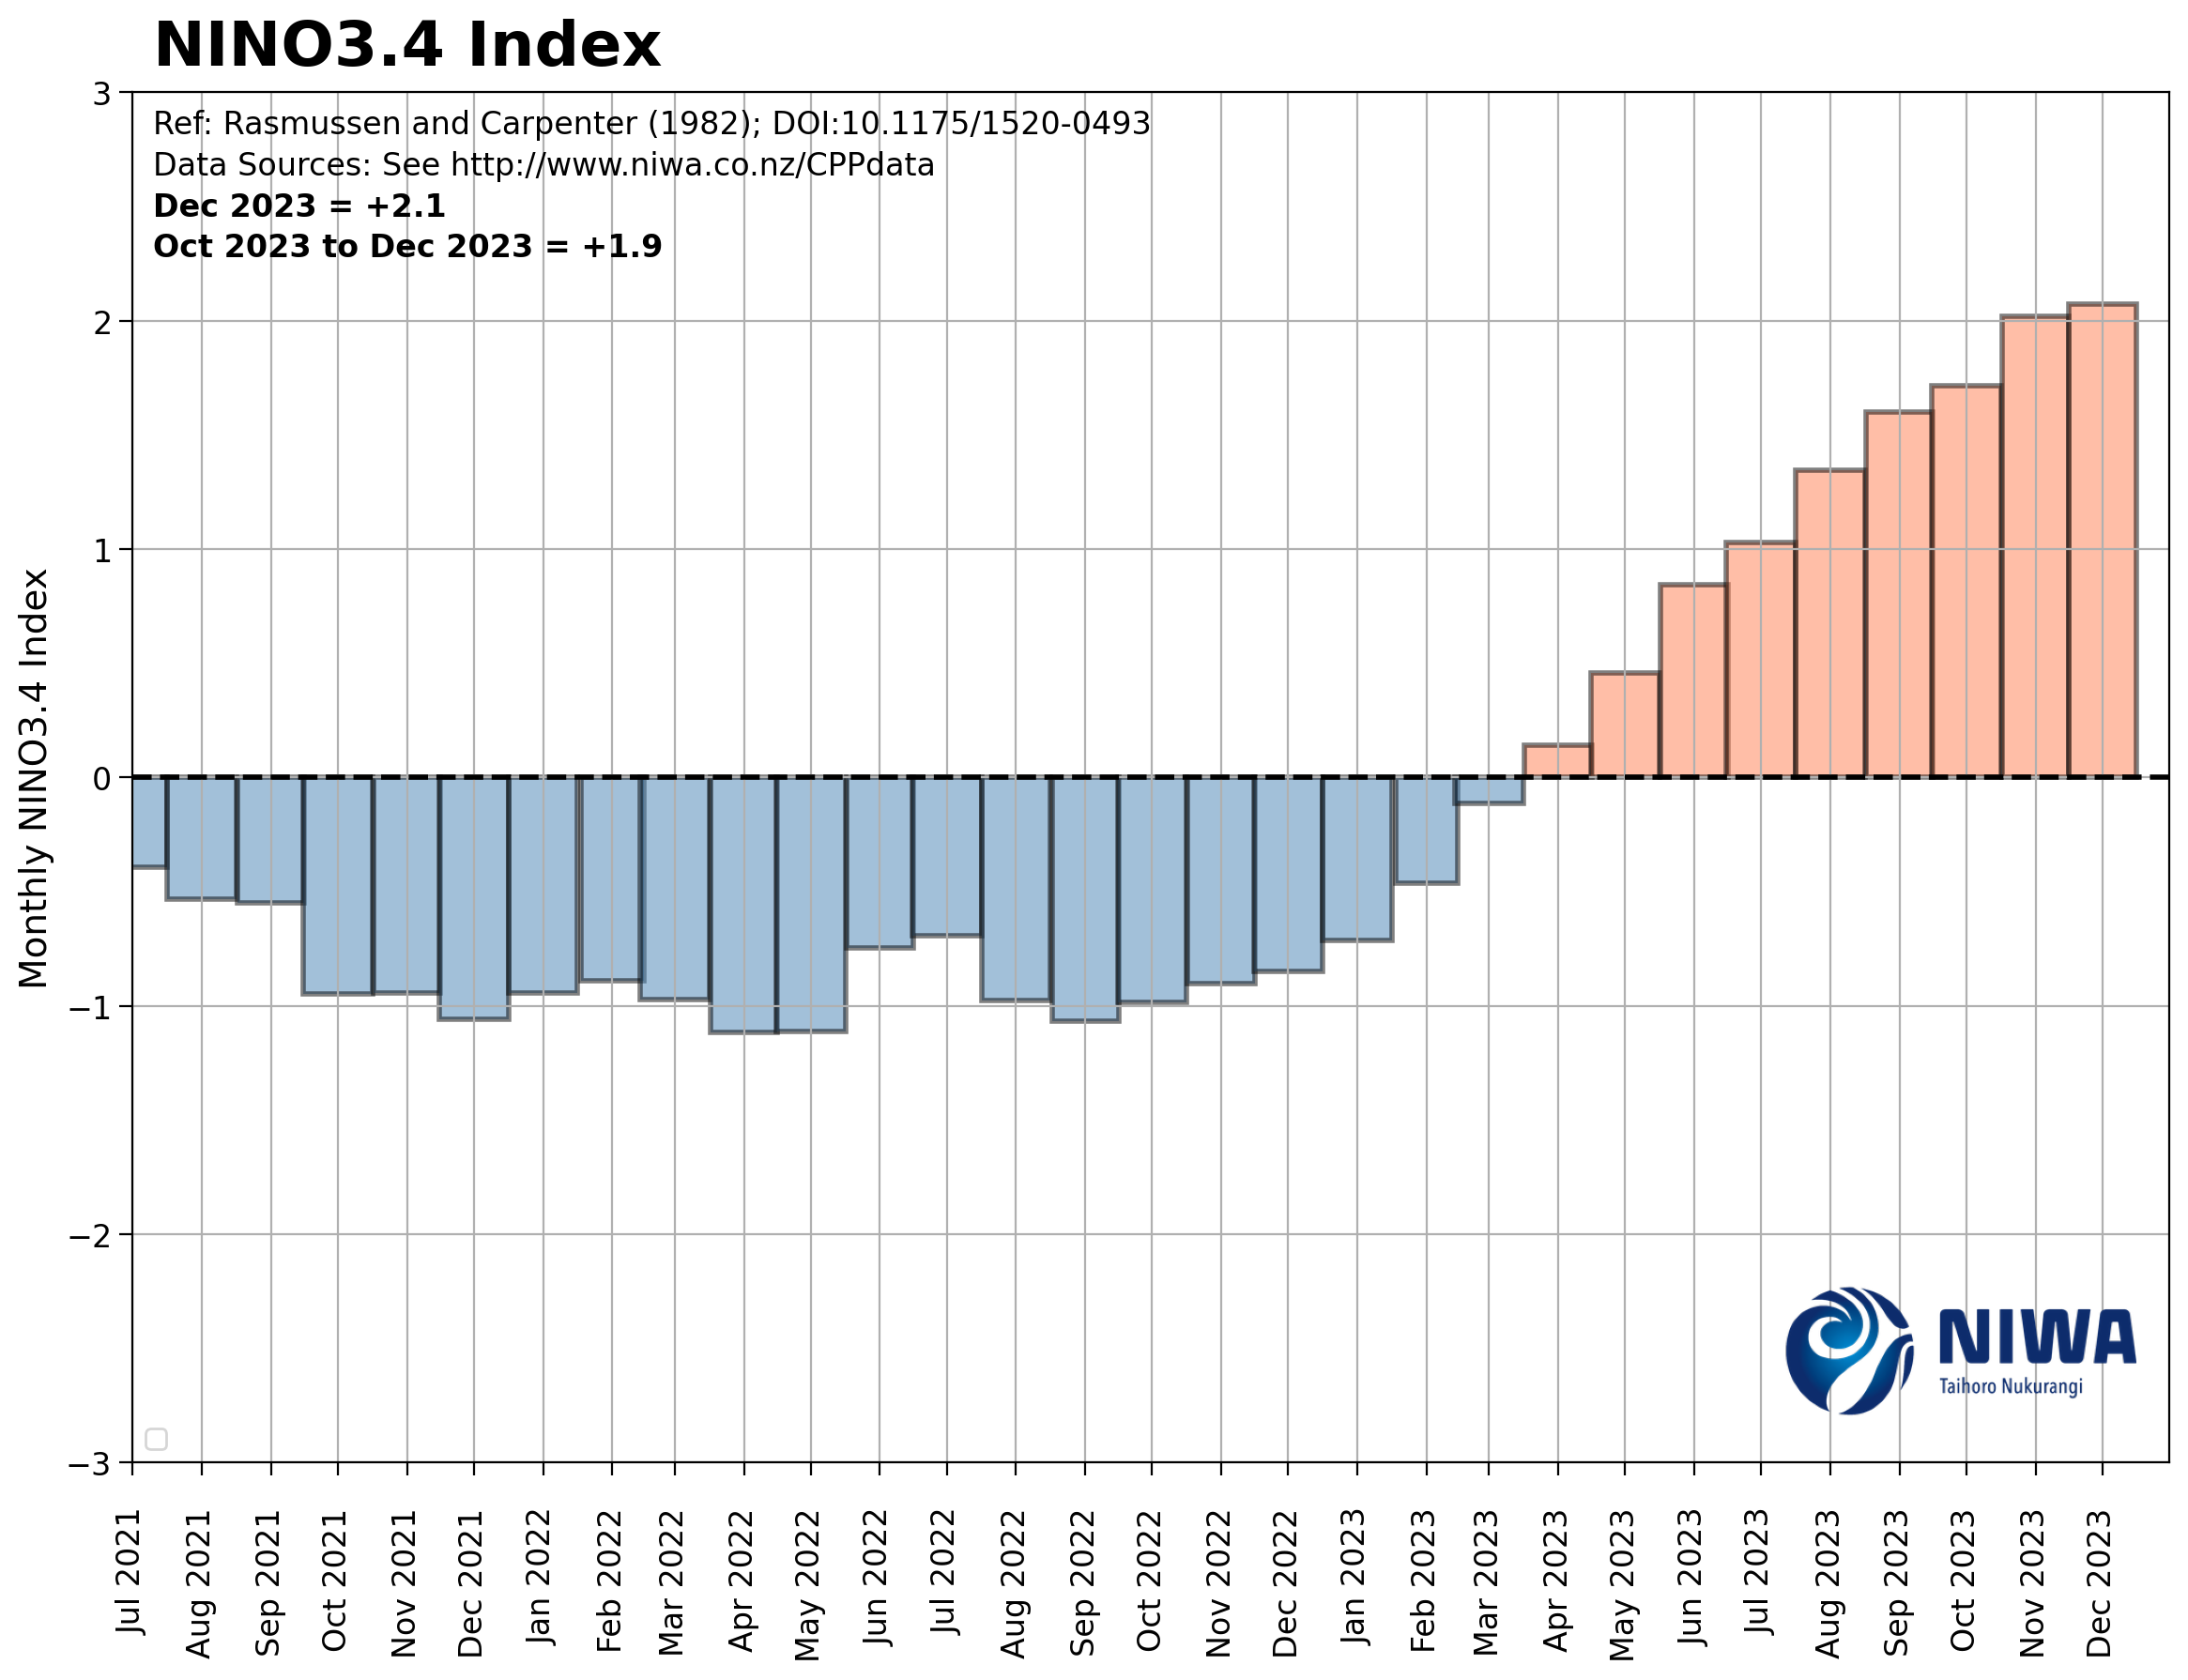 NINO3.4 Index
Ref: Rasmussen and Carpenter (1982); DOI:10.1175/1520-0493
Data Sources: See http://www.niwa.co.nz/CPPdata
Dec 2023 = +2.1
Oct 2023 to Dec 2023 = +1.9
Monthly NINO3.4 Index
3
2
1
0
−1
−2
−3
NIWA
Taihoro Nukurangi
Jul 2021
Aug 2021
Sep 2021
Oct 2021
Nov 2021
Dec 2021
Jan 2022
Feb 2022
Mar 2022
Apr 2022
May 2022
Jun 2022
Jul 2022
Aug 2022
Sep 2022
Oct 2022
Nov 2022
Dec 2022
Jan 2023
Feb 2023
Mar 2023
Apr 2023
May 2023
Jun 2023
Jul 2023
Aug 2023
Sep 2023
Oct 2023
Nov 2023
Dec 2023